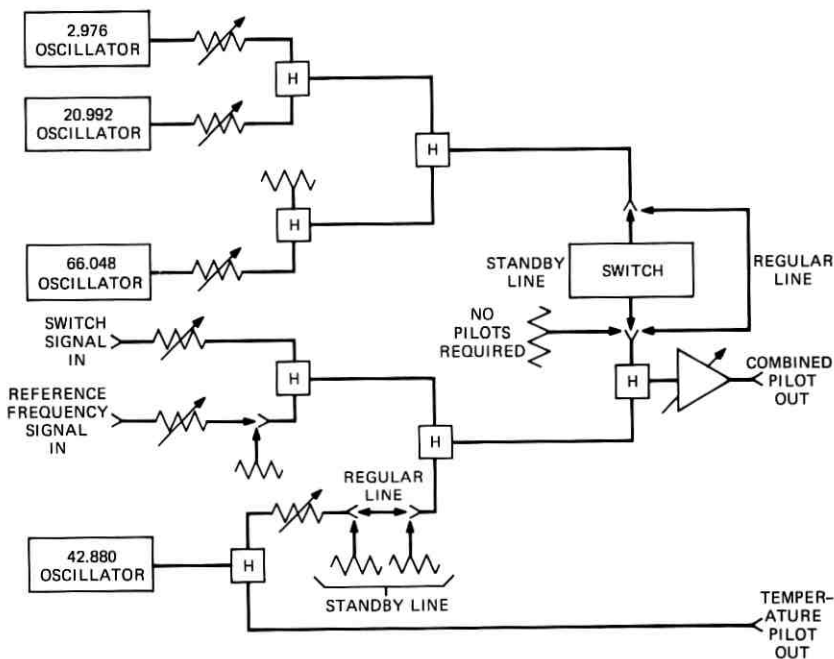 2.976
OSCILLATOR
H
20.992
OSCILLATOR
H
H
66.048
OSCILLATOR
STANDBY
LINE
SWITCH
REGULAR
LINE
SWITCH
SIGNAL
IN
NO
PILOTS
REQUIRED
H
H
COMBINED
PILOT
OUT
REFERENCE
FREQUENCY
SIGNAL
IN
H
REGULAR
LINE
42.880
OSCILLATOR
H
STANDBY LINE
TEMPER-
ATURE
PILOT
OUT